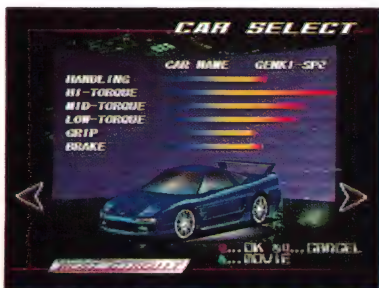 CAR SELECT
CAR NAME GENKI-SP2
HANDLING
HI-TORQUE
MID-TORQUE
LOW-TORQUE
GRIP
BRAKE
...OK ...CANCEL
...MOVIE